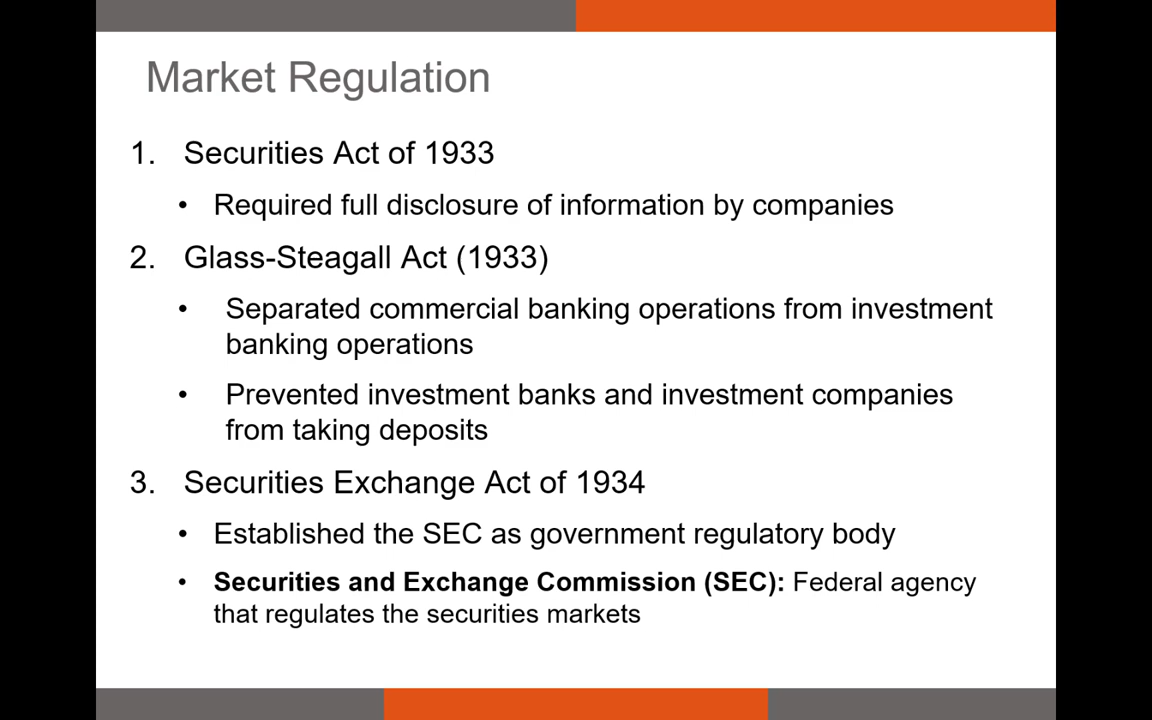 Market Regulation
1. Securities Act of 1933
• Required full disclosure of information by companies
2. Glass-Steagall Act (1933)
• Separated commercial banking operations from investment
banking operations
• Prevented investment banks and investment companies
from taking deposits
3. Securities Exchange Act of 1934
• Established the SEC as government regulatory body
• Securities and Exchange Commission (SEC): Federal agency
that regulates the securities markets